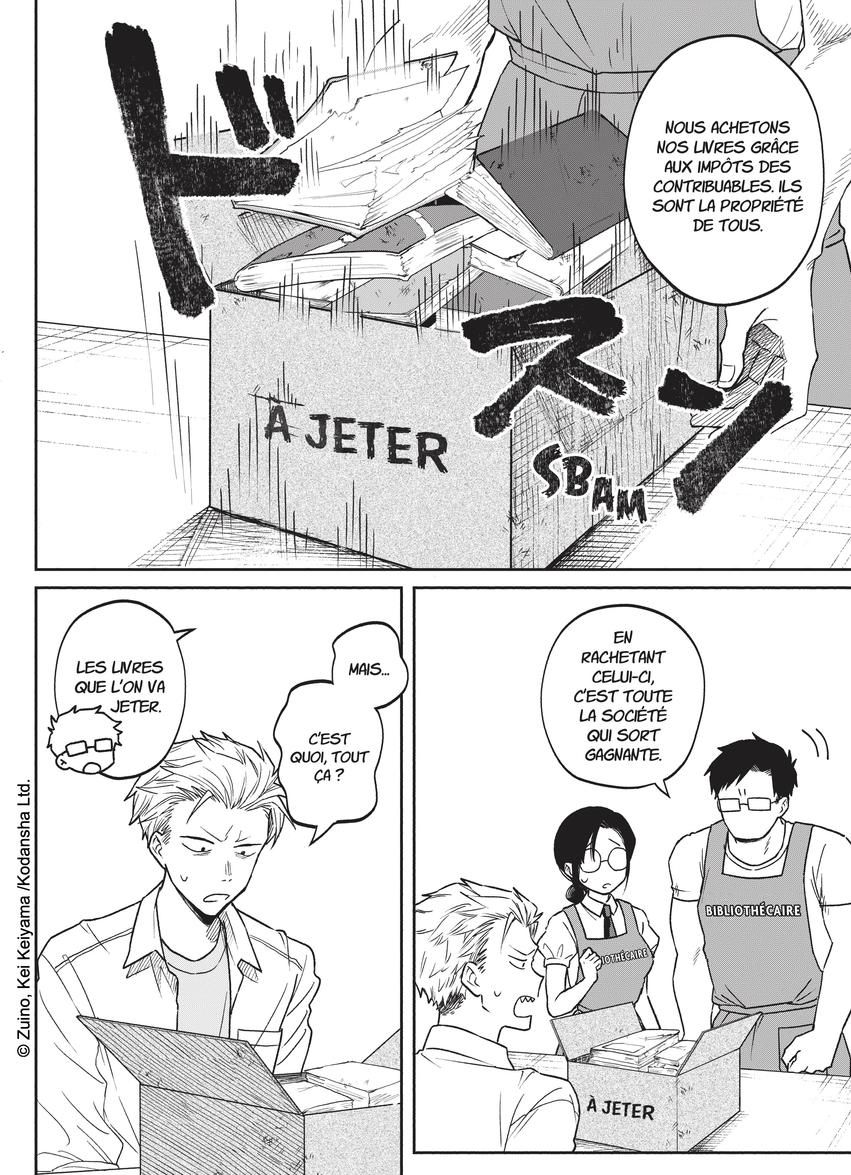 NOUS ACHETONS
NOS LIVRES GRÂCE
AUX IMPÔTS DES
CONTRIBUABLES. ILS
SONT LA PROPRIÉTÉ
DE TOUS.
ドスン
SBAM
À JETER
EN
RACHETANT
CELUI-CI,
C'EST TOUTE
LA SOCIÉTÉ
QUI SORT
GAGNANTE.
BIBLIOTHÉCAIRE
IOTHÉCAIRE
À JETER
MAIS...
C'EST
QUOI, TOUT
ÇA ?
LES LIVRES
QUE L'ON VA
JETER.
© Zuino, Kei Keiyama /Kodansha Ltd.